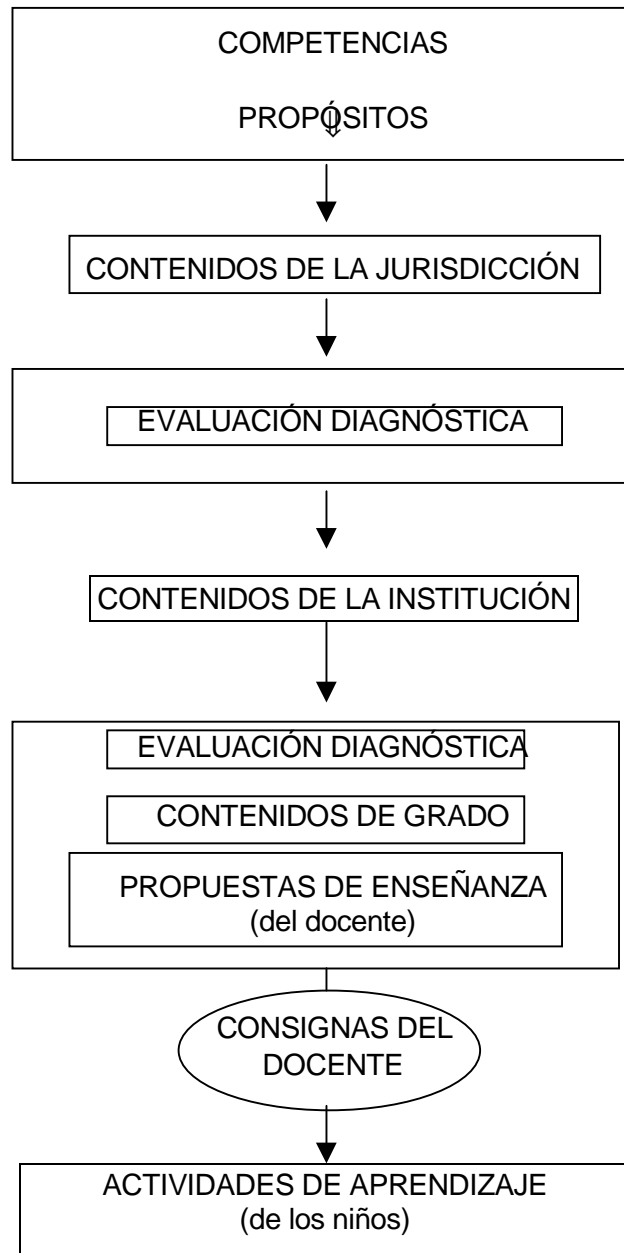 COMPETENCIAS
PROPÓSITOS
CONTENIDOS DE LA JURISDICCIÓN
EVALUACIÓN DIAGNÓSTICA
CONTENIDOS DE LA INSTITUCIÓN
EVALUACIÓN DIAGNÓSTICA
CONTENIDOS DE GRADO
PROPUESTAS DE ENSEÑANZA
(del docente)
CONSIGNAS DEL
DOCENTE
ACTIVIDADES DE APRENDIZAJE
(de los niños)